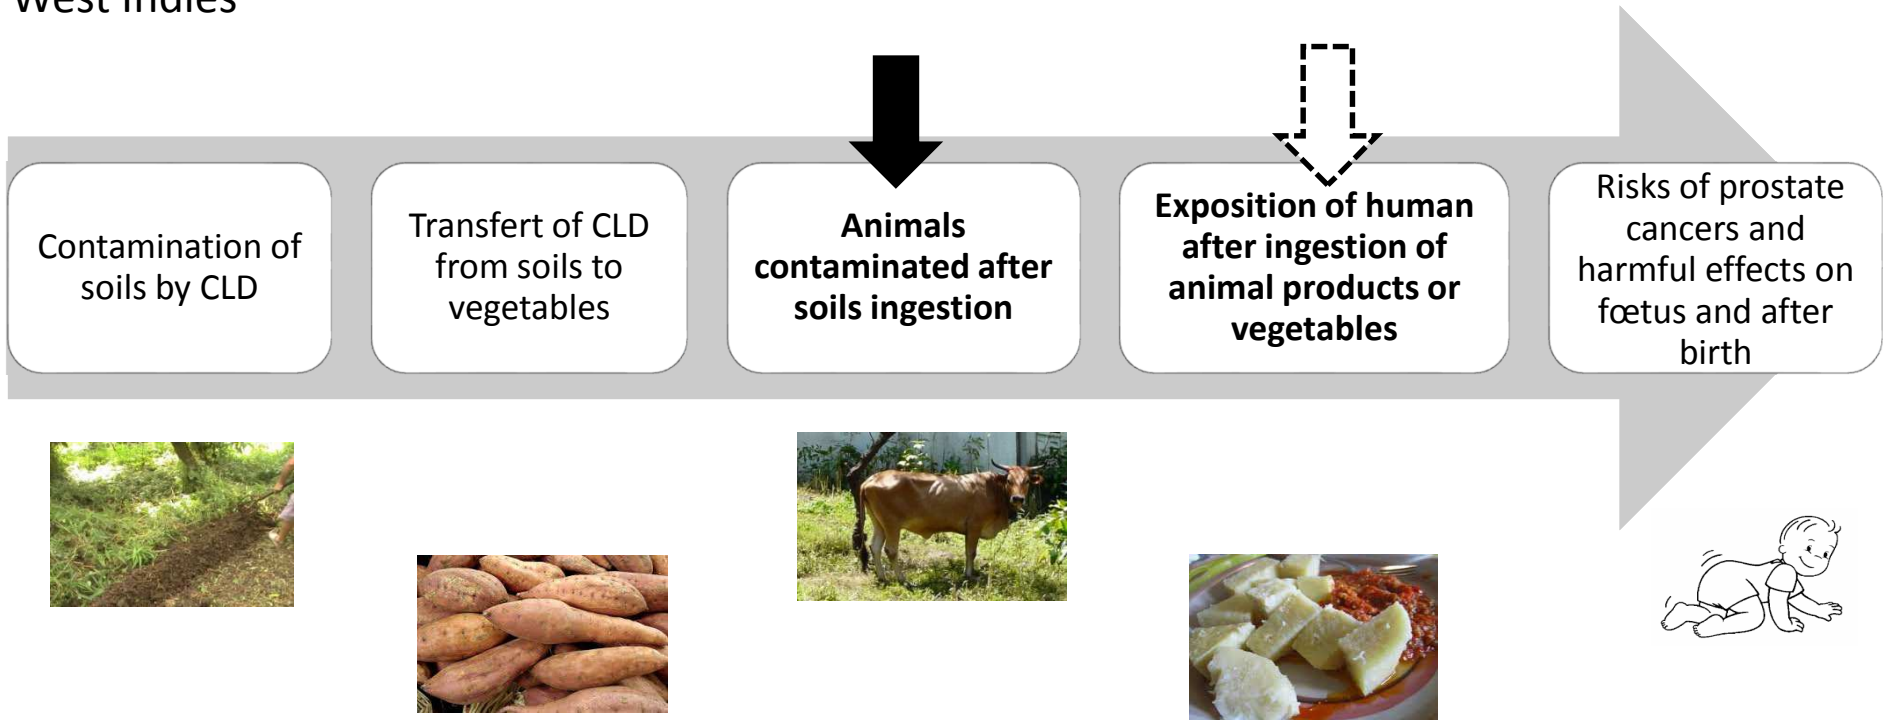 West Indies
Contamination of
soils by CLD
Transfert of CLD
from soils to
vegetables
Animals
contaminated after
soils ingestion
Exposition of human
after ingestion of
animal products or
vegetables
Risks of prostate
cancers and
harmful effects on
fœtus and after
birth